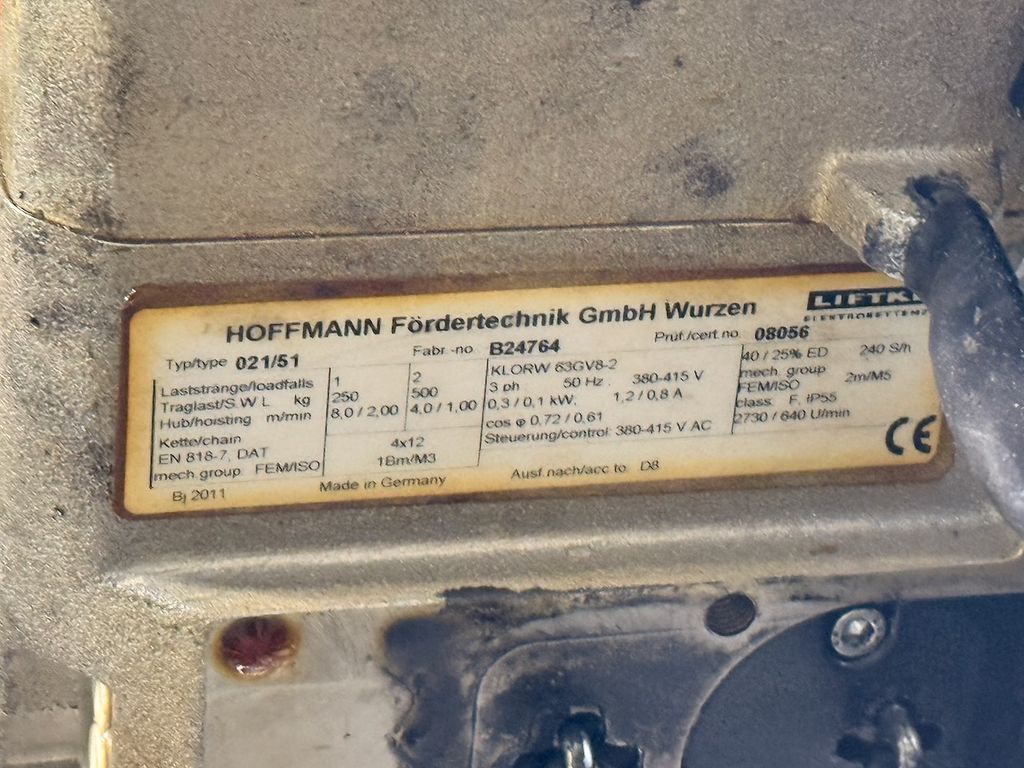 HOFFMANN Fördertechnik GmbH Wurzen
ELEKTROKETTENZ
Typ/type 021/51 Fabr.-no. B24764 Prüf./cert.no. 08056
Laststränge/loadfalls 1 2
Traglast/S.W.L. kg 250 500
Hub/hoisting m/min 8,0/2,00 4,0/1,00
Kette/chain 4x12
EN 818-7, DAT
mech.group FEM/ISO 1Bm/M3
KLORW 63GV8-2
3 ph 50 Hz 380-415 V
0,3/0,1 kW, 1,2/0,8 A
cos φ 0,72/0,61
Steuerung/control: 380-415 V AC
40/25% ED 240 S/h
mech. group
FEM/ISO 2m/M5
class. F, IP55
2730/640 U/min
Bj 2011 Made in Germany Ausf.nach/acc.to. D8
CE